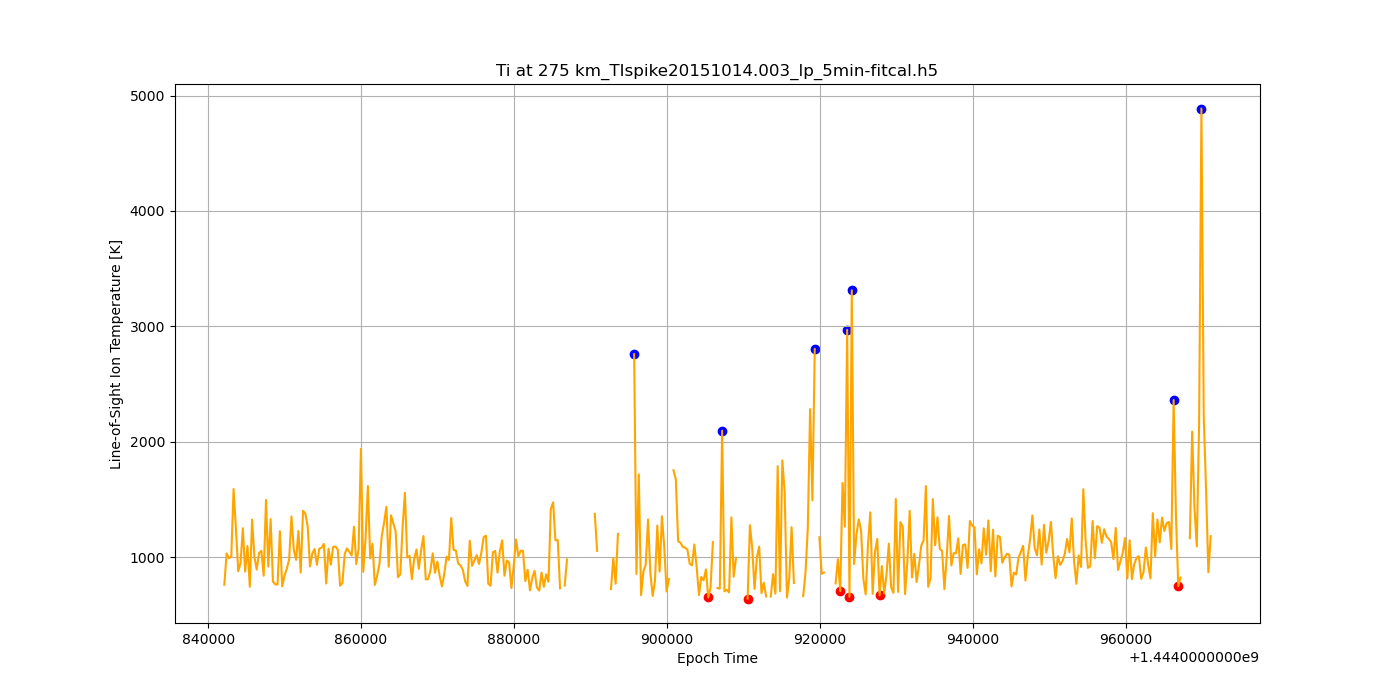 Ti at 275 km_TIspike20151014.003_lp_5min-fitcal.h5
Line-of-Sight Ion Temperature [K]
5000
4000
3000
2000
1000
840000 860000 880000 900000 920000 940000 960000
Epoch Time
+1.4440000000e9